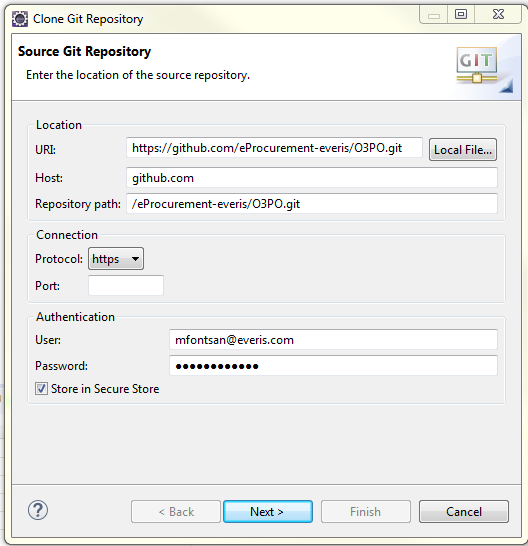 Clone Git Repository
Source Git Repository
Enter the location of the source repository.
GIT
Location
URI: https://github.com/eProcurement-everis/O3PO.git Local File...
Host: github.com
Repository path: /eProcurement-everis/O3PO.git
Connection
Protocol: https
Port:
Authentication
User: mfontsan@everis.com
Password: ●●●●●●●●●●●●
Store in Secure Store
? < Back Next > Finish Cancel